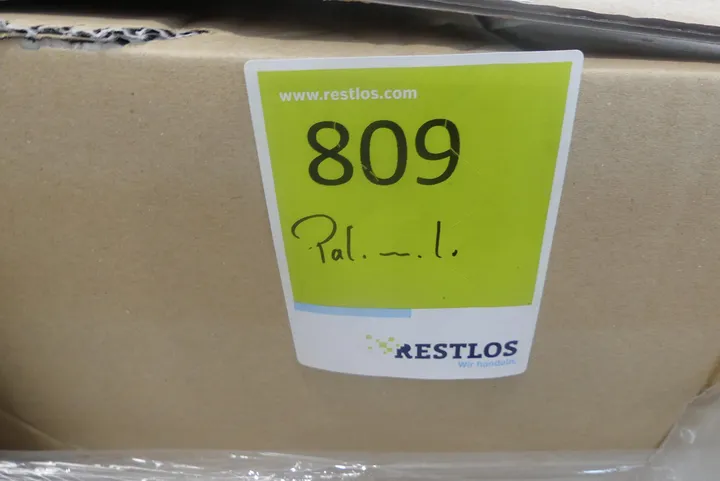 www.restlos.com
809
Pal. m. I.
RESTLOS
Wir handeln.